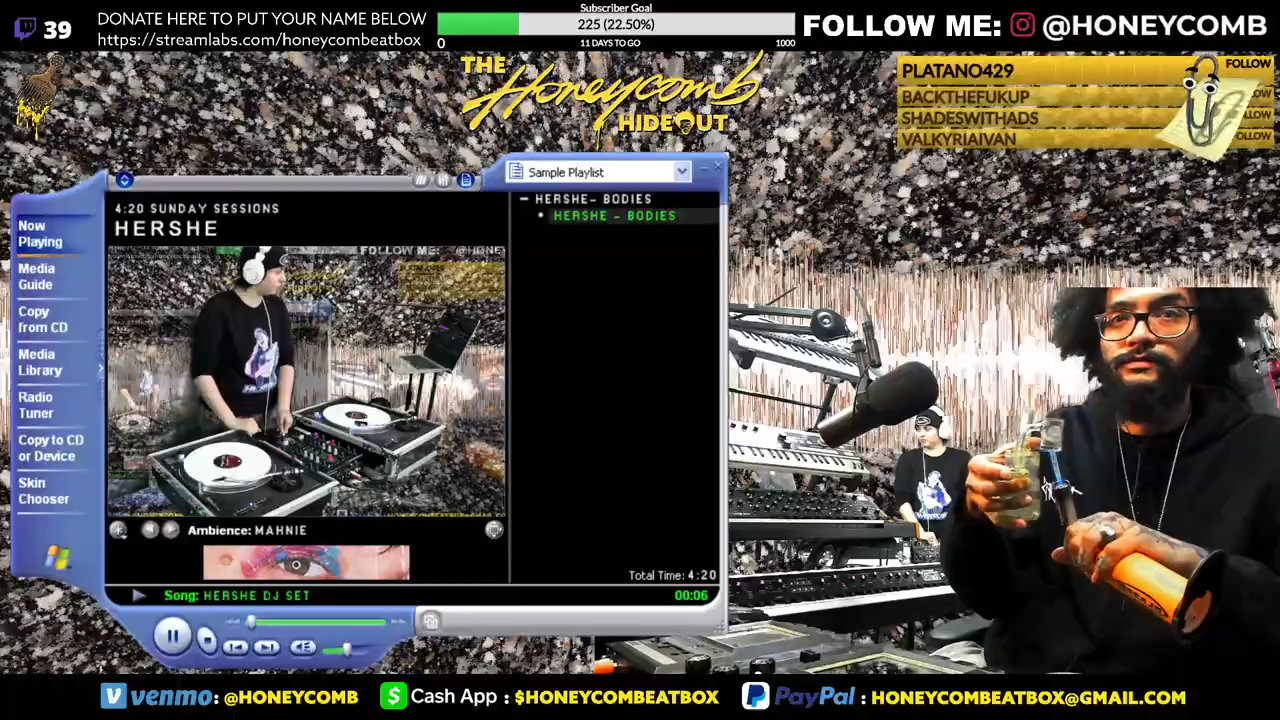 39
DONATE HERE TO PUT YOUR NAME BELOW
https://streamlabs.com/honeycombeatbox
Subscriber Goal
225 (22.50%)
0
11 DAYS TO GO
1000
FOLLOW ME: @HONEYCOMB
THE
Honeycomb
HIDEOUT
PLATANO429 FOLLOW
BACKTHEFUKUP
SHADESWITHADS
VALKYRIAIVAN
Sample Playlist
Now
Playing
Media
Guide
Copy
from CD
Media
Library
Radio
Tuner
Copy to CD
or Device
Skin
Chooser
4:20 SUNDAY SESSIONS
HERSHE
FOLLOW ME: @HONE
HERSHE- BODIES
HERSHE - BODIES
Ambience: MAHNIE
Total Time: 4:20
Song: HERSHE DJ SET
00:06
venmo: @HONEYCOMB
Cash App : $HONEYCOMBEATBOX
PayPal : HONEYCOMBEATBOX@GMAIL.COM